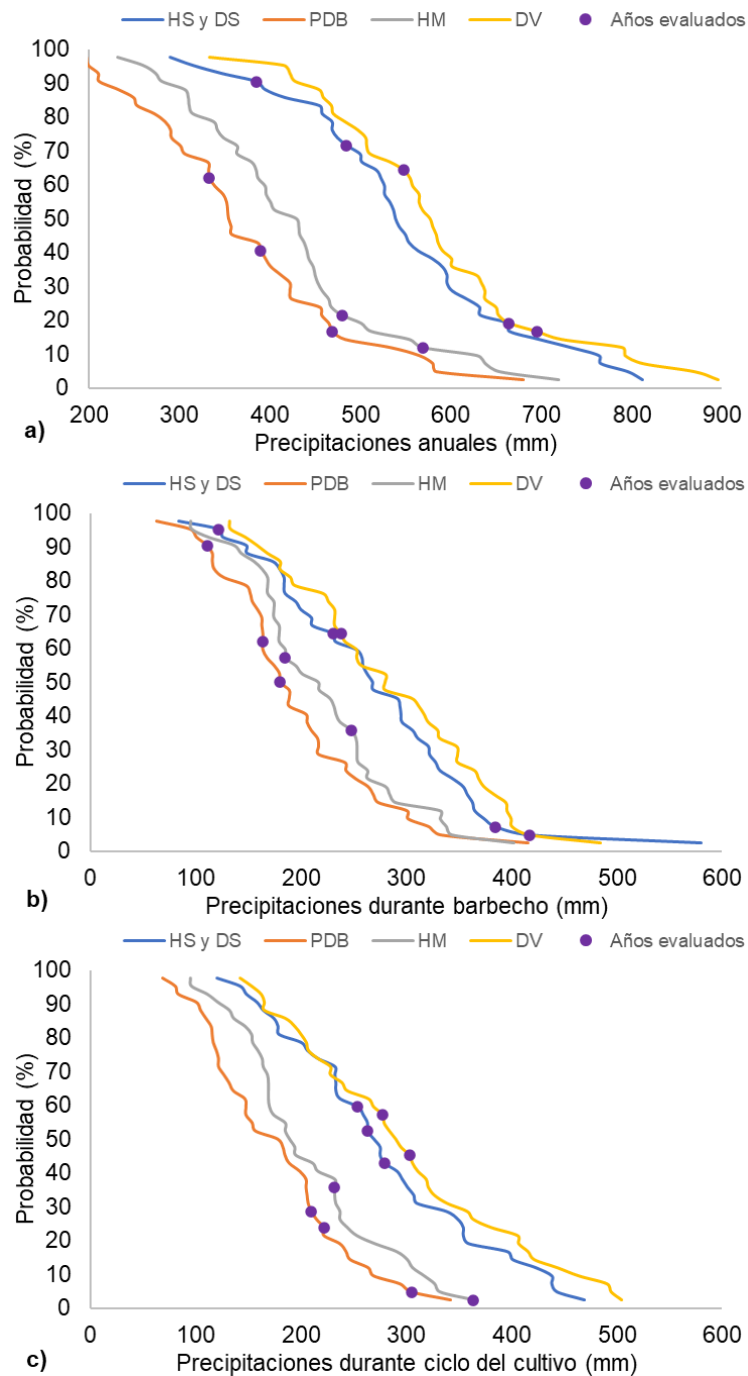 HS y DS PDB HM DV Años evaluados
Probabilidad (%)
100
90
80
70
60
50
40
30
20
10
0
200 300 400 500 600 700 800 900
a) Precipitaciones anuales (mm)
HS y DS PDB HM DV Años evaluados
Probabilidad (%)
100
90
80
70
60
50
40
30
20
10
0
0 100 200 300 400 500 600
b) Precipitaciones durante barbecho (mm)
HS y DS PDB HM DV Años evaluados
Probabilidad (%)
100
90
80
70
60
50
40
30
20
10
0
0 100 200 300 400 500 600
c) Precipitaciones durante ciclo del cultivo (mm)